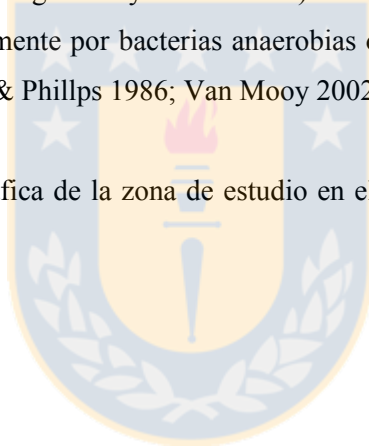 mente por bacterias anaerobias
& Phillps 1986; Van Mooy 2002
fica de la zona de estudio en el